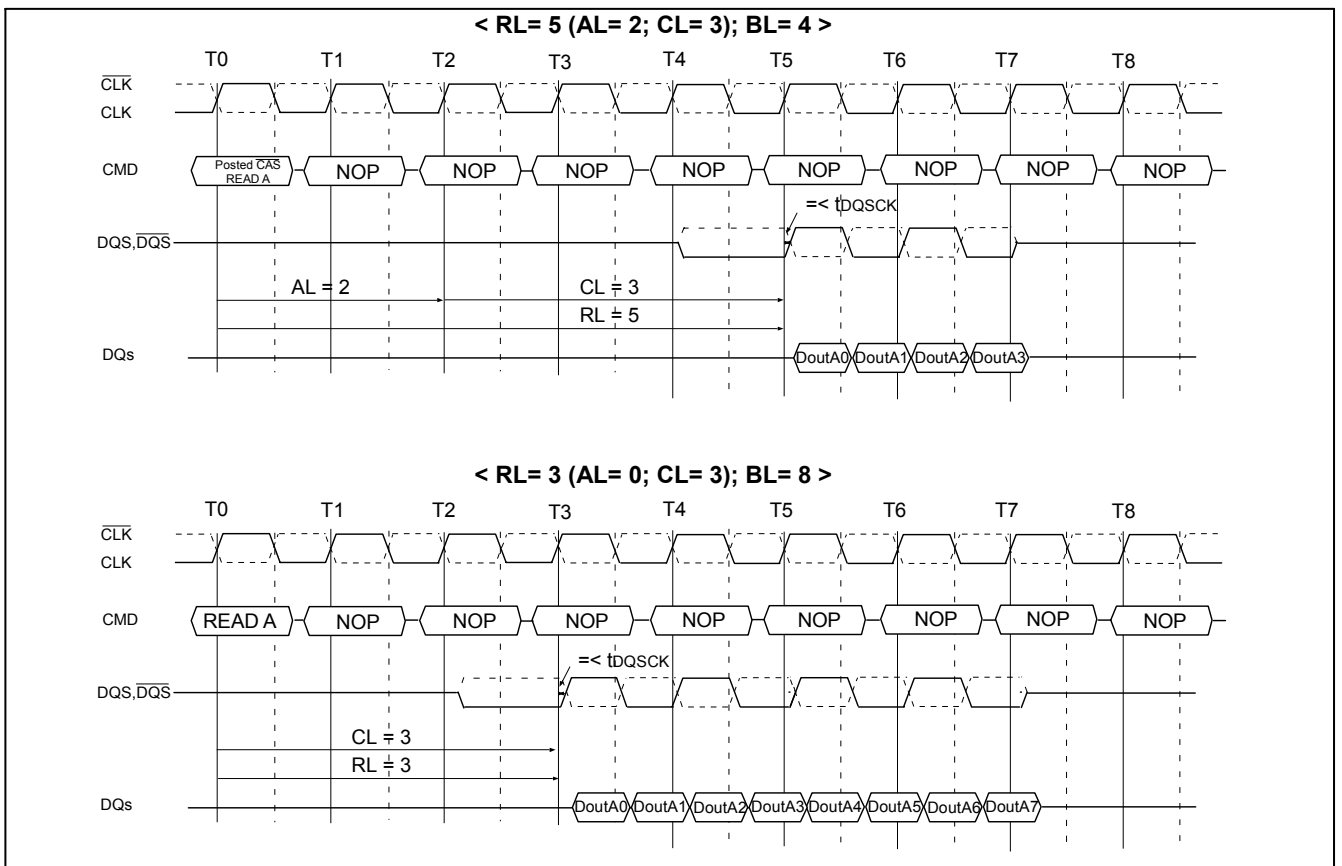 < RL= 5 (AL= 2; CL= 3); BL= 4 >
T0 T1 T2 T3 T4 T5 T6 T7 T8
CLK
CLK
CMD Posted CAS READ A NOP NOP NOP NOP NOP NOP NOP NOP
=< tDQSCK
DQS,DQS
AL = 2 CL = 3
RL = 5
DQs DoutA0 DoutA1 DoutA2 DoutA3
< RL= 3 (AL= 0; CL= 3); BL= 8 >
T0 T1 T2 T3 T4 T5 T6 T7 T8
CLK
CLK
CMD READ A NOP NOP NOP NOP NOP NOP NOP NOP
=< tDQSCK
DQS,DQS
CL = 3
RL = 3
DQs DoutA0 DoutA1 DoutA2 DoutA3 DoutA4 DoutA5 DoutA6 DoutA7